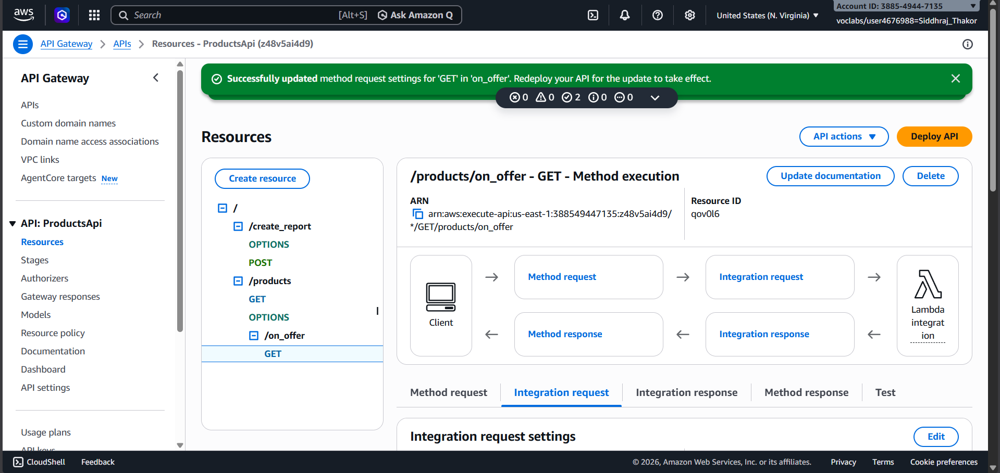 aws
Search [Alt+S] Ask Amazon Q
United States (N. Virginia)
Account ID: 3885-4944-7135
voclabs/user4676988=Siddhraj_Thakor
API Gateway > APIs > Resources - ProductsApi (z48v5ai4d9)
API Gateway
APIs
Custom domain names
Domain name access associations
VPC links
AgentCore targets New
API: ProductsApi
Resources
Stages
Authorizers
Gateway responses
Models
Resource policy
Documentation
Dashboard
API settings
Usage plans
API keys
Successfully updated method request settings for 'GET' in 'on_offer'. Redeploy your API for the update to take effect.
0 0 2 0 0
Resources
API actions
Deploy API
Create resource
/
/create_report
OPTIONS
POST
/products
GET
OPTIONS
/on_offer
GET
/products/on_offer - GET - Method execution
Update documentation
Delete
ARN
arn:aws:execute-api:us-east-1:388549447135:z48v5ai4d9/
*/GET/products/on_offer
Resource ID
qov0l6
Client
Method request
Integration request
Method response
Integration response
Lambda
integrat
ion
Method request
Integration request
Integration response
Method response
Test
Integration request settings
Edit
CloudShell
Feedback
© 2026, Amazon Web Services, Inc. or its affiliates.
Privacy
Terms
Cookie preferences